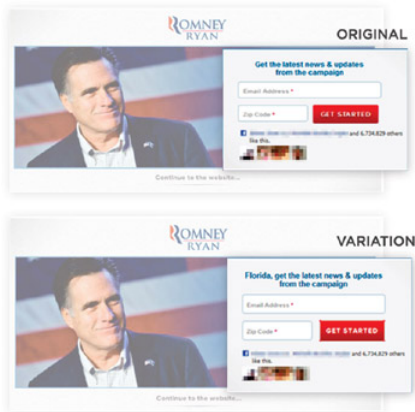 ROMNEY
RYAN
ORIGINAL
Get the latest news & updates
from the campaign
Email Address *
Zip Code *
GET STARTED
and 6,734,829 others
like this.
Continue to the website...
ROMNEY
RYAN
VARIATION
Florida, get the latest news & updates
from the campaign
Email Address *
Zip Code *
GET STARTED
and 6,734,829 others
like this.
Continue to the website...